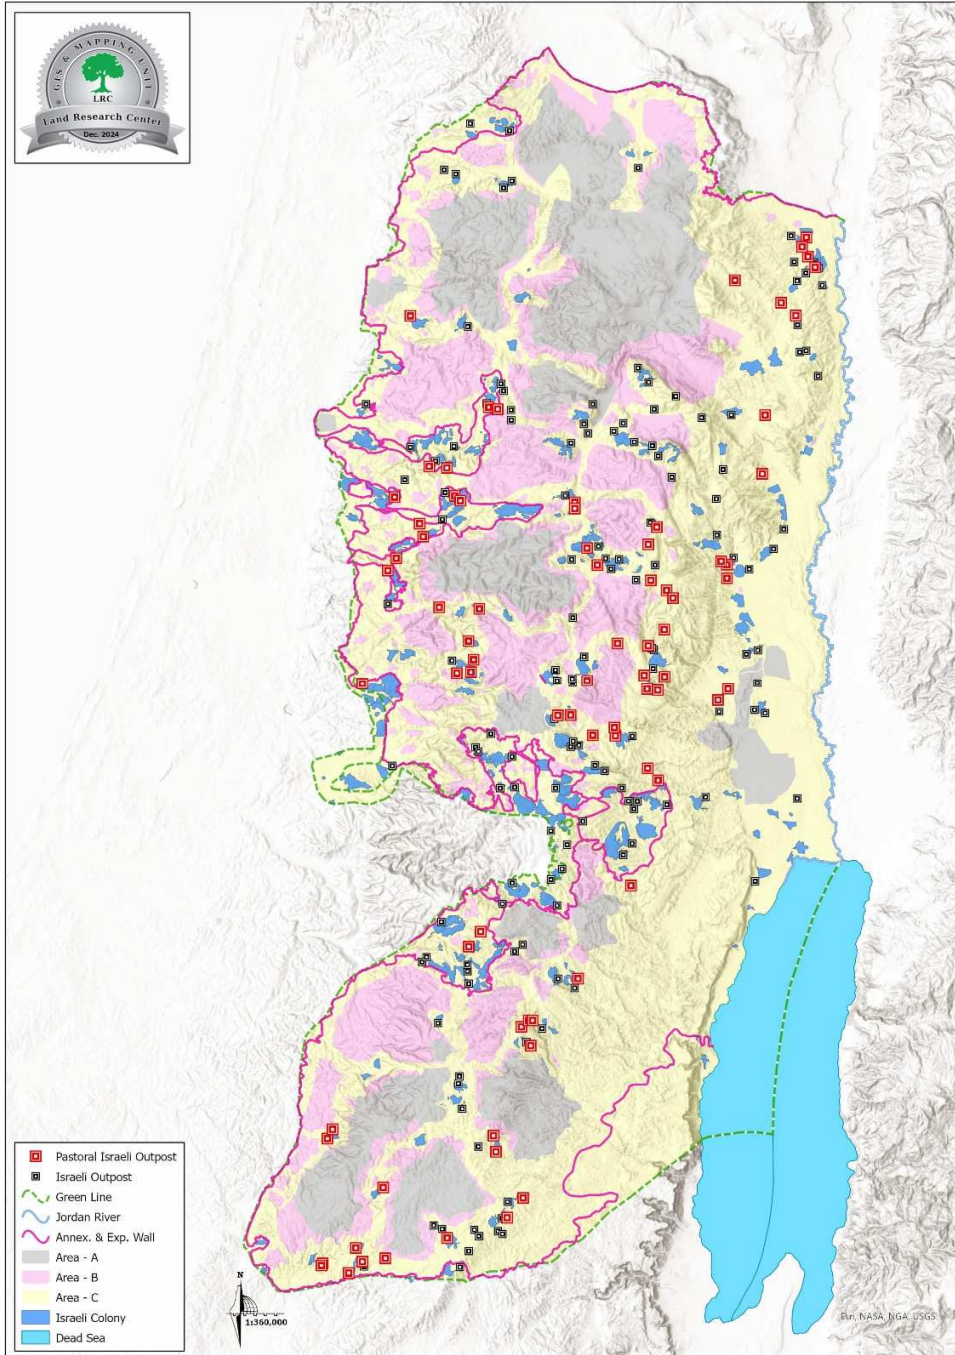 GIS & MAPPING UNIT
LRC
Land Research Center
Dec. 2024
Pastoral Israeli Outpost
Israeli Outpost
Green Line
Jordan River
Annex. & Exp. Wall
Area - A
Area - B
Area - C
Israeli Colony
Dead Sea
N
1:360,000
Esri, NASA, NGA, USGS